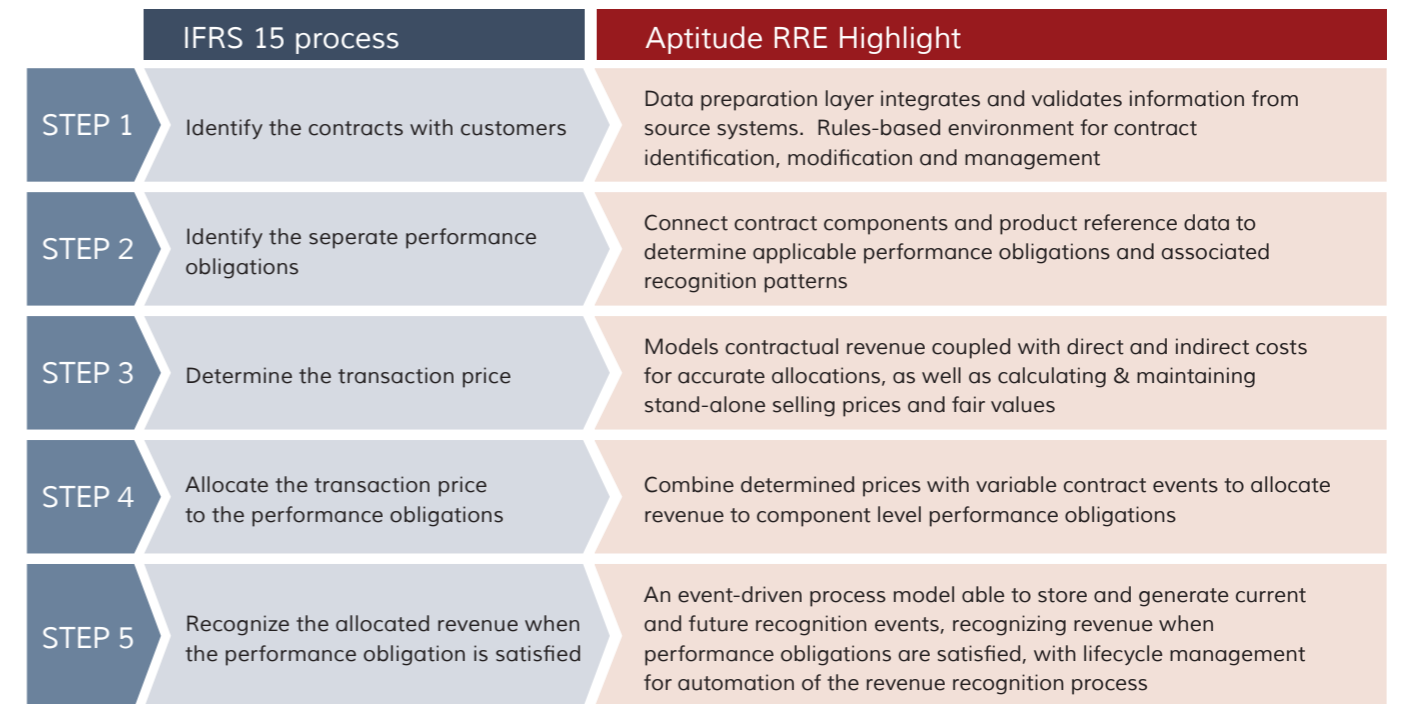 IFRS 15 process
Aptitude RRE Highlight
STEP 1
Identify the contracts with customers
Data preparation layer integrates and validates information from
source systems.  Rules-based environment for contract
identification, modification and management
STEP 2
Identify the seperate performance
obligations
Connect contract components and product reference data to
determine applicable performance obligations and associated
recognition patterns
STEP 3
Determine the transaction price
Models contractual revenue coupled with direct and indirect costs
for accurate allocations, as well as calculating & maintaining
stand-alone selling prices and fair values
STEP 4
Allocate the transaction price
to the performance obligations
Combine determined prices with variable contract events to allocate
revenue to component level performance obligations
STEP 5
Recognize the allocated revenue when
the performance obligation is satisfied
An event-driven process model able to store and generate current
and future recognition events, recognizing revenue when
performance obligations are satisfied, with lifecycle management
for automation of the revenue recognition process